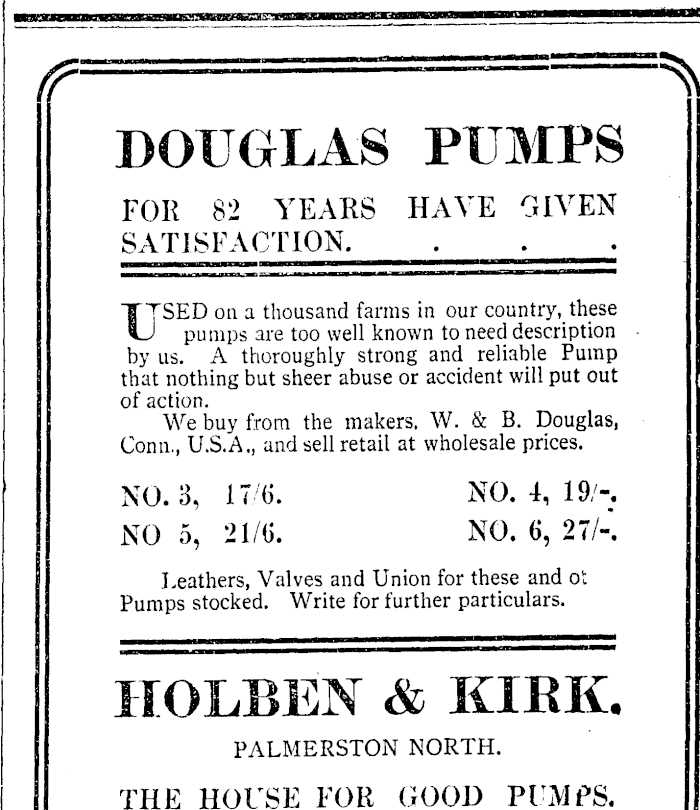 DOUGLAS PUMPS
FOR 82 YEARS HAVE GIVEN
SATISFACTION. . . .
USED on a thousand farms in our country, these
pumps are too well known to need description
by us. A thoroughly strong and reliable Pump
that nothing but sheer abuse or accident will put out
of action.
We buy from the makers, W. & B. Douglas,
Conn., U.S.A., and sell retail at wholesale prices.
NO. 3, 17/6. NO. 4, 19/-.
NO 5, 21/6. NO. 6, 27/-.
Leathers, Valves and Union for these and ot
Pumps stocked. Write for further particulars.
HOLBEN & KIRK.
PALMERSTON NORTH.
THE HOUSE FOR GOOD PUMPS.